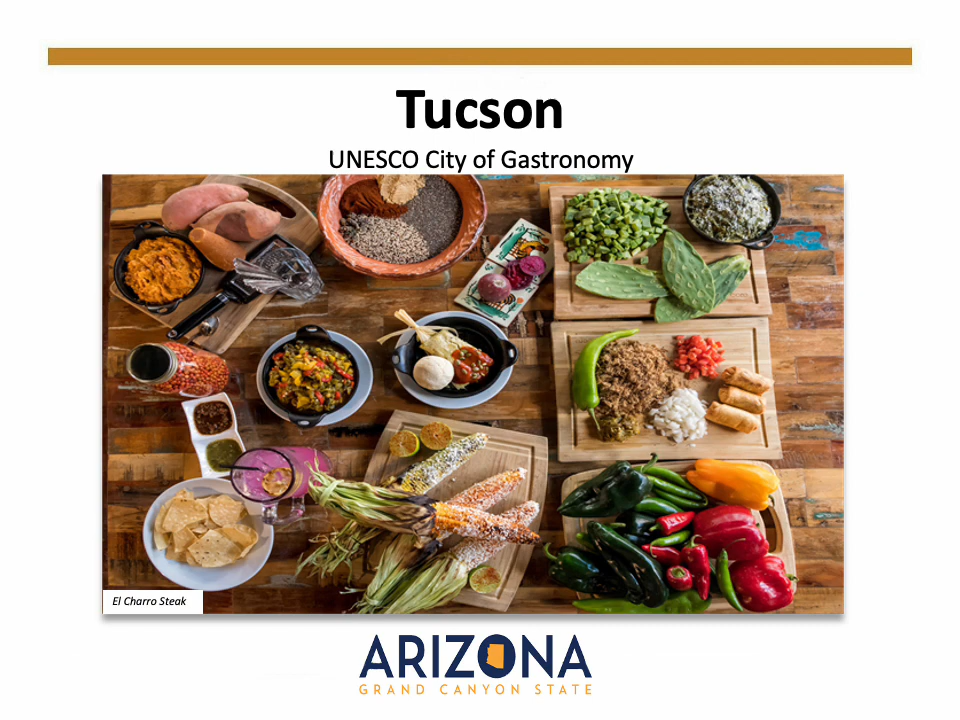 Tucson
UNESCO City of Gastronomy
El Charro Steak
ARIZONA
GRAND CANYON STATE